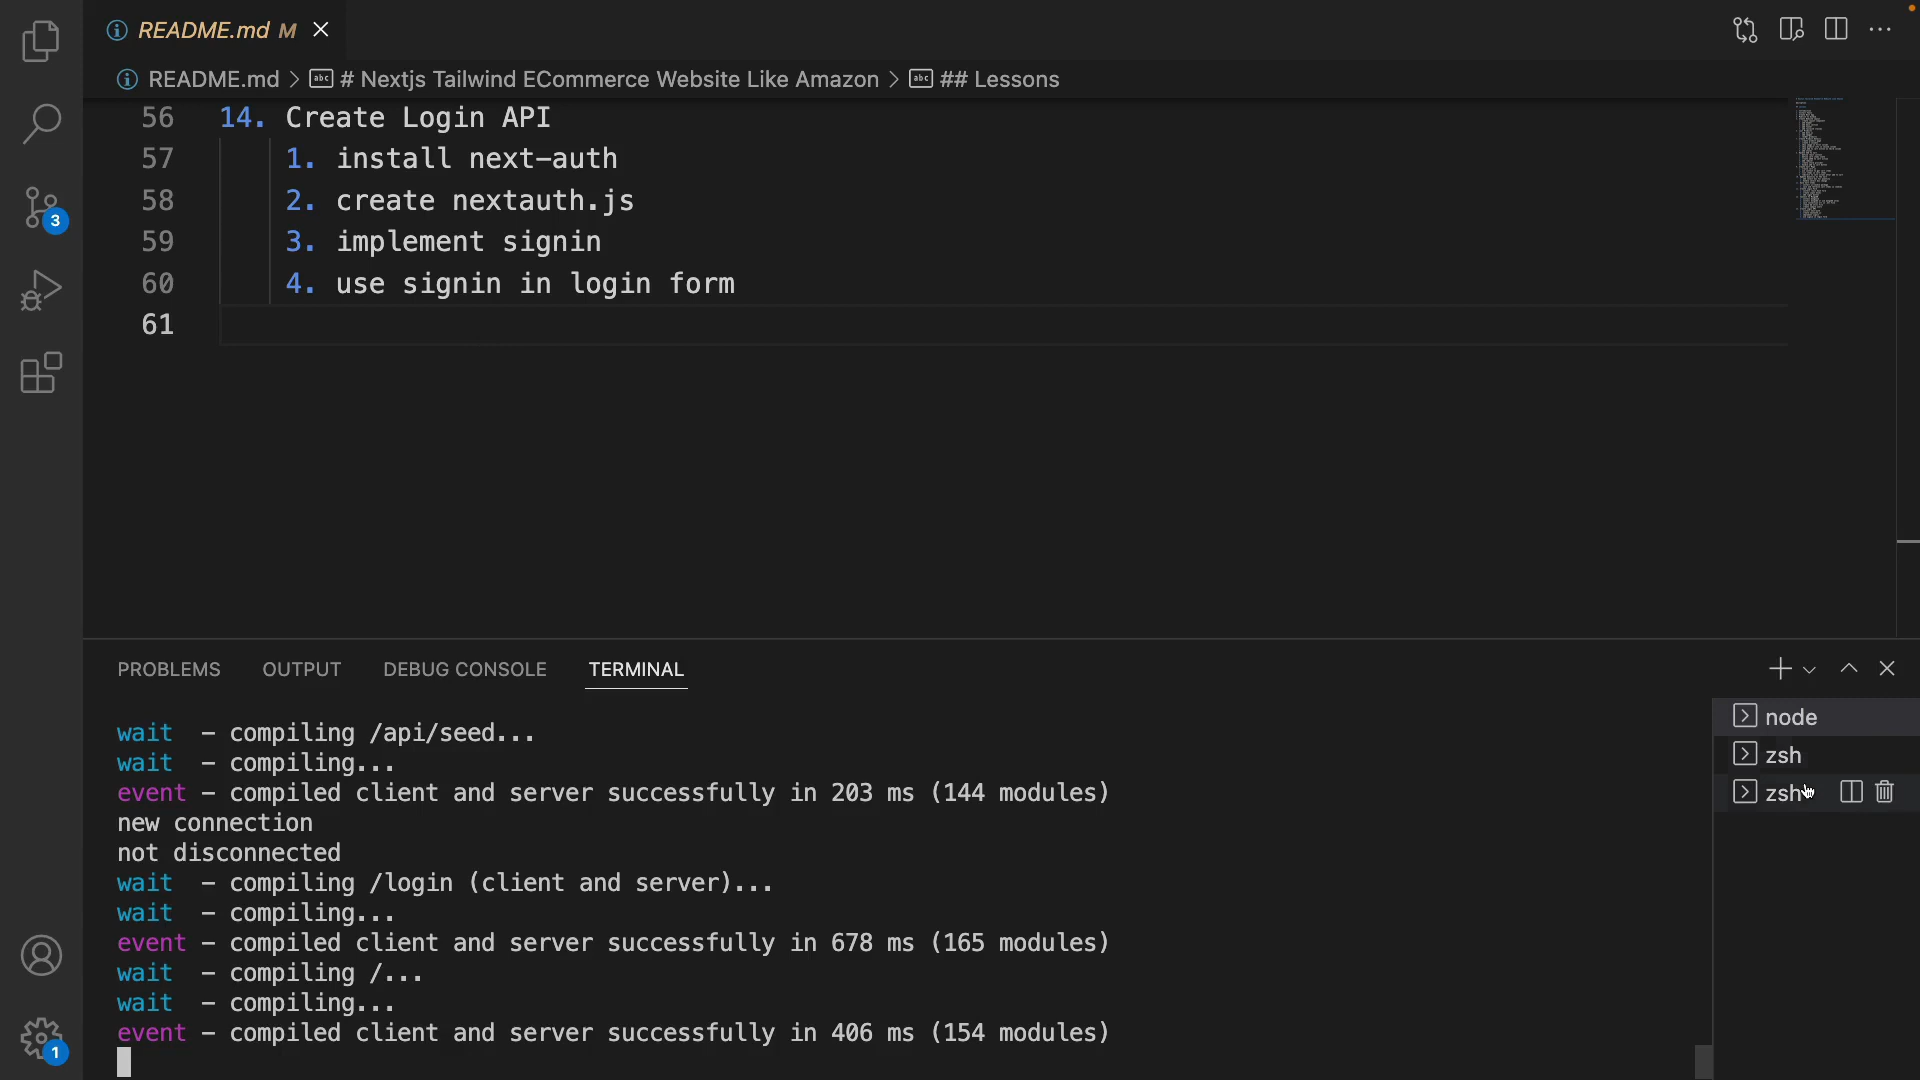 README.md M
README.md > # Nextjs Tailwind ECommerce Website Like Amazon > ## Lessons
56 14. Create Login API
57 1. install next-auth
58 2. create nextauth.js
59 3. implement signin
60 4. use signin in login form
61
3
1
PROBLEMS OUTPUT DEBUG CONSOLE TERMINAL
wait - compiling /api/seed...
wait - compiling...
event - compiled client and server successfully in 203 ms (144 modules)
new connection
not disconnected
wait - compiling /login (client and server)...
wait - compiling...
event - compiled client and server successfully in 678 ms (165 modules)
wait - compiling /...
wait - compiling...
event - compiled client and server successfully in 406 ms (154 modules)
node
zsh
zsh